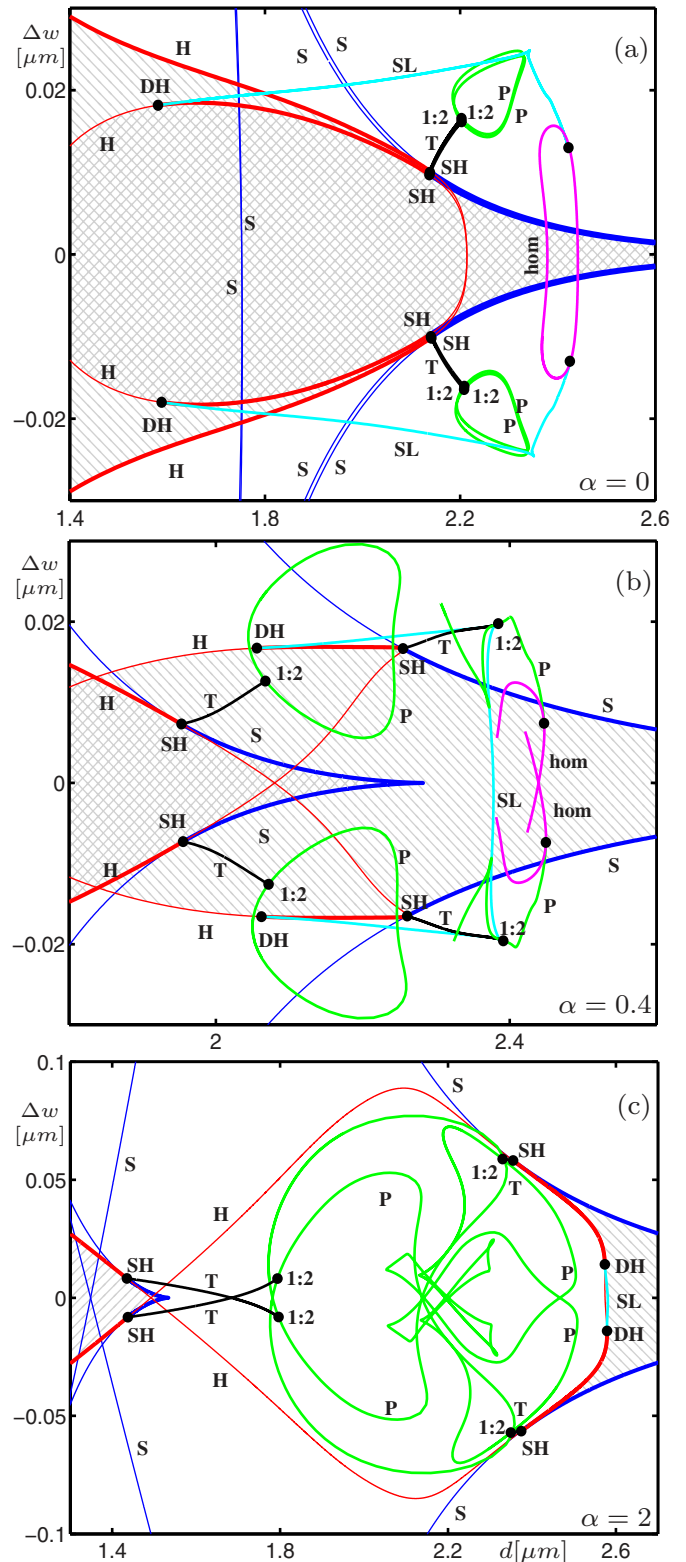 Δw
[μm]
H
S
S
S
(a)
DH
SL
0.02
P
1:2
1:2
P
H
T
SH
SH
S
0
hom
S
SH
SH
T
H
1:2
1:2
DH
P
−0.02
P
H
S
S
SL
α = 0
1.4
1.8
2.2
2.6
Δw
[μm]
(b)
0.02
H
DH
SH
T
1:2
P
H
1:2
T
S
P
S
SH
hom
0
SL
hom
SH
S
S
H
T
P
1:2
SH
T
P
H
DH
1:2
−0.02
α = 0.4
2
2.4
0.1
Δw
[μm]
S
(c)
S
0.05
SH
1:2
T
H
P
SH
T
1:2
P
DH
0
SL
T
1:2
P
DH
SH
H
P
T
−0.05
1:2
SH
S
S
α = 2
−0.1
1.4
1.8
2.2
d[μm]
2.6